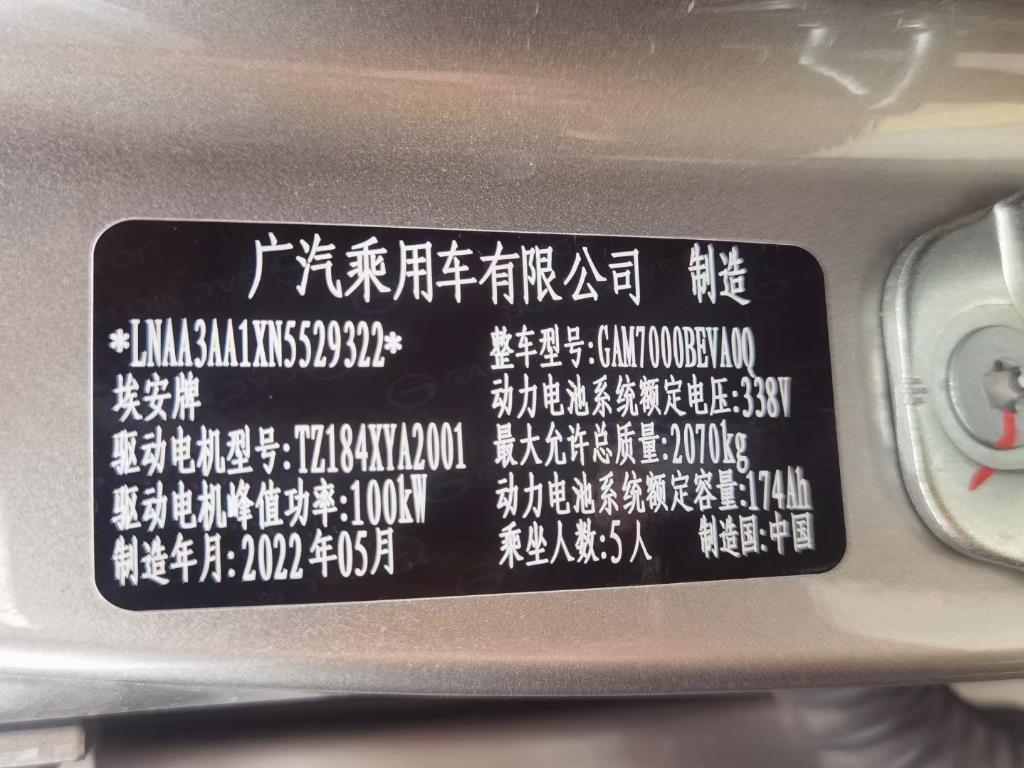 广汽乘用车有限公司 制造
*LNAA3AA1XN5529322*
埃安牌
驱动电机型号:TZ184XYA2001
驱动电机峰值功率:100kW
制造年月:2022年05月
整车型号:GAM7000BEVA0Q
动力电池系统额定电压:338V
最大允许总质量:2070kg
动力电池系统额定容量:174Ah
乘坐人数:5人 制造国:中国